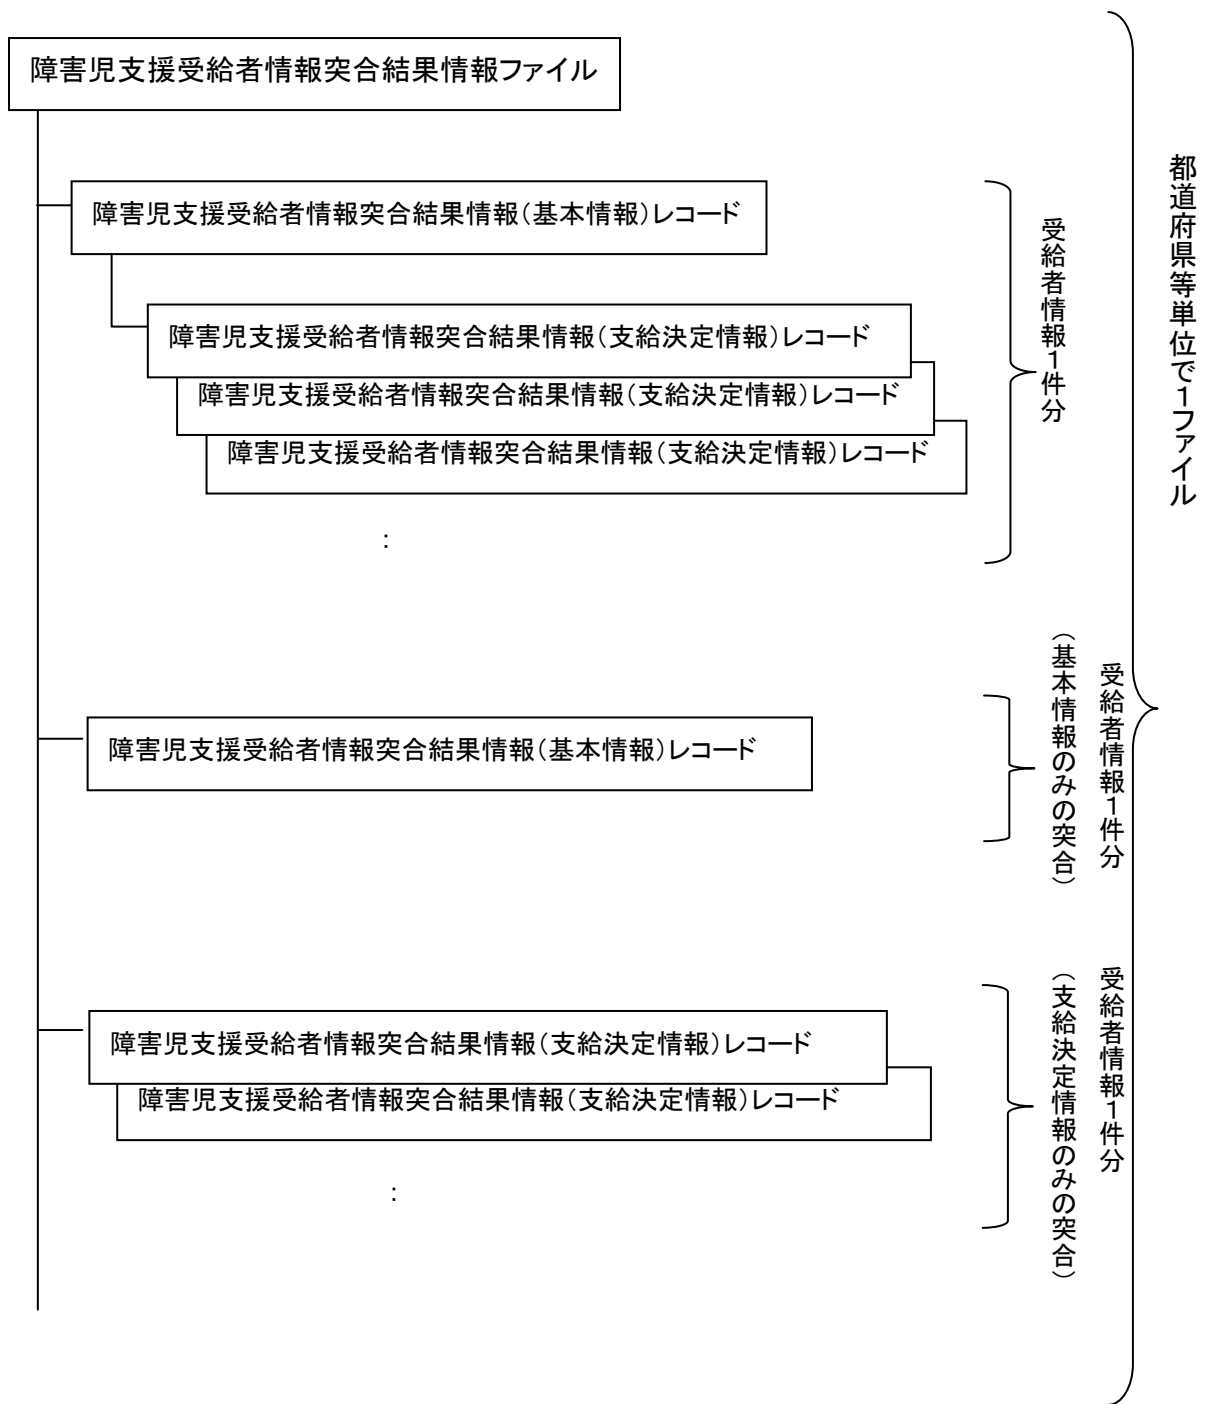 障害児支援受給者情報突合結果情報ファイル
障害児支援受給者情報突合結果情報（基本情報）レコード
障害児支援受給者情報突合結果情報（支給決定情報）レコード
障害児支援受給者情報突合結果情報（支給決定情報）レコード
障害児支援受給者情報突合結果情報（支給決定情報）レコード
：
受給者情報１件分
都道府県等単位で１ファイル
障害児支援受給者情報突合結果情報（基本情報）レコード
受給者情報１件分
（基本情報のみの突合）
障害児支援受給者情報突合結果情報（支給決定情報）レコード
障害児支援受給者情報突合結果情報（支給決定情報）レコード
：
受給者情報１件分
（支給決定情報のみの突合）